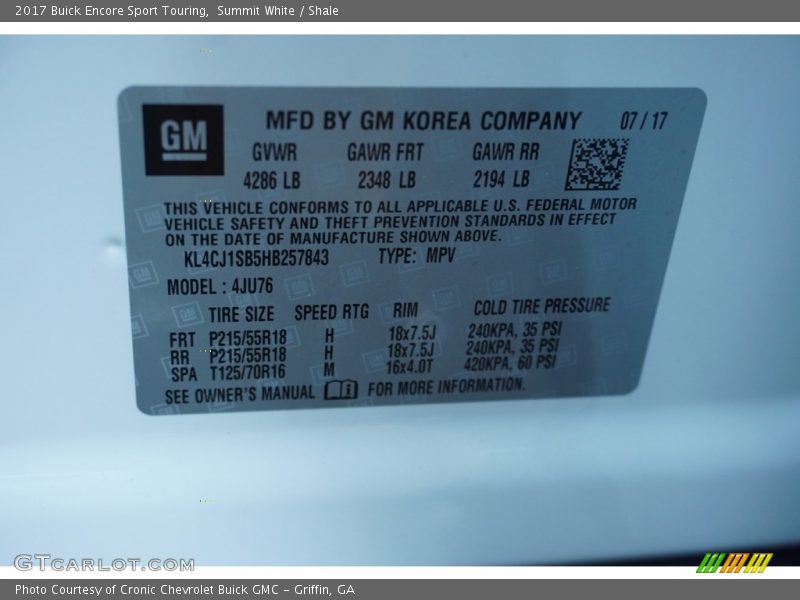 2017 Buick Encore Sport Touring, Summit White / Shale
GM
MFD BY GM KOREA COMPANY 07 / 17
GVWR GAWR FRT GAWR RR
4286 LB 2348 LB 2194 LB
THIS VEHICLE CONFORMS TO ALL APPLICABLE U.S. FEDERAL MOTOR
VEHICLE SAFETY AND THEFT PREVENTION STANDARDS IN EFFECT
ON THE DATE OF MANUFACTURE SHOWN ABOVE.
KL4CJ1SB5HB257843 TYPE: MPV
MODEL : 4JU76
TIRE SIZE SPEED RTG RIM COLD TIRE PRESSURE
FRT P215/55R18 H 18x7.5J 240KPA, 35 PSI
RR P215/55R18 H 18x7.5J 240KPA, 35 PSI
SPA T125/70R16 M 16x4.0T 420KPA, 60 PSI
SEE OWNER'S MANUAL FOR MORE INFORMATION.
GTcarlot.com
Photo Courtesy of Cronic Chevrolet Buick GMC – Griffin, GA